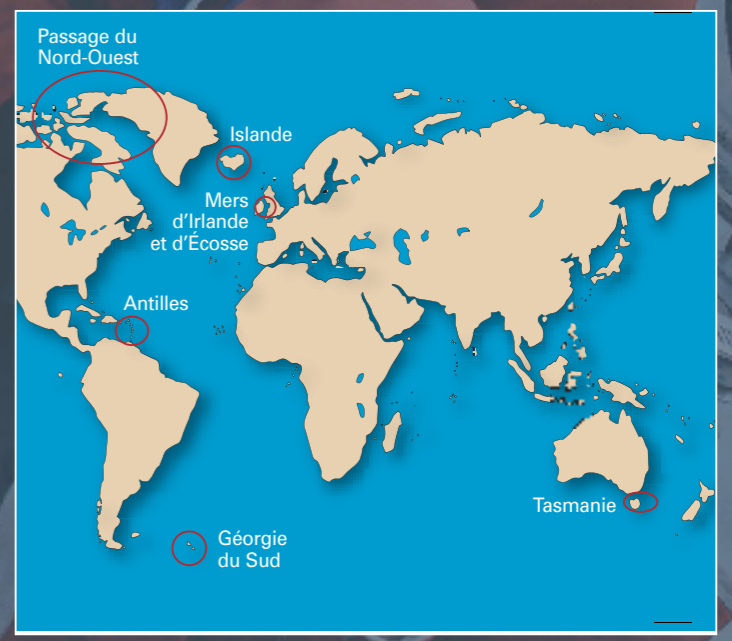 Passage du
Nord-Ouest
Islande
Mers
d'Irlande
et d'Écosse
Antilles
Tasmanie
Géorgie
du Sud